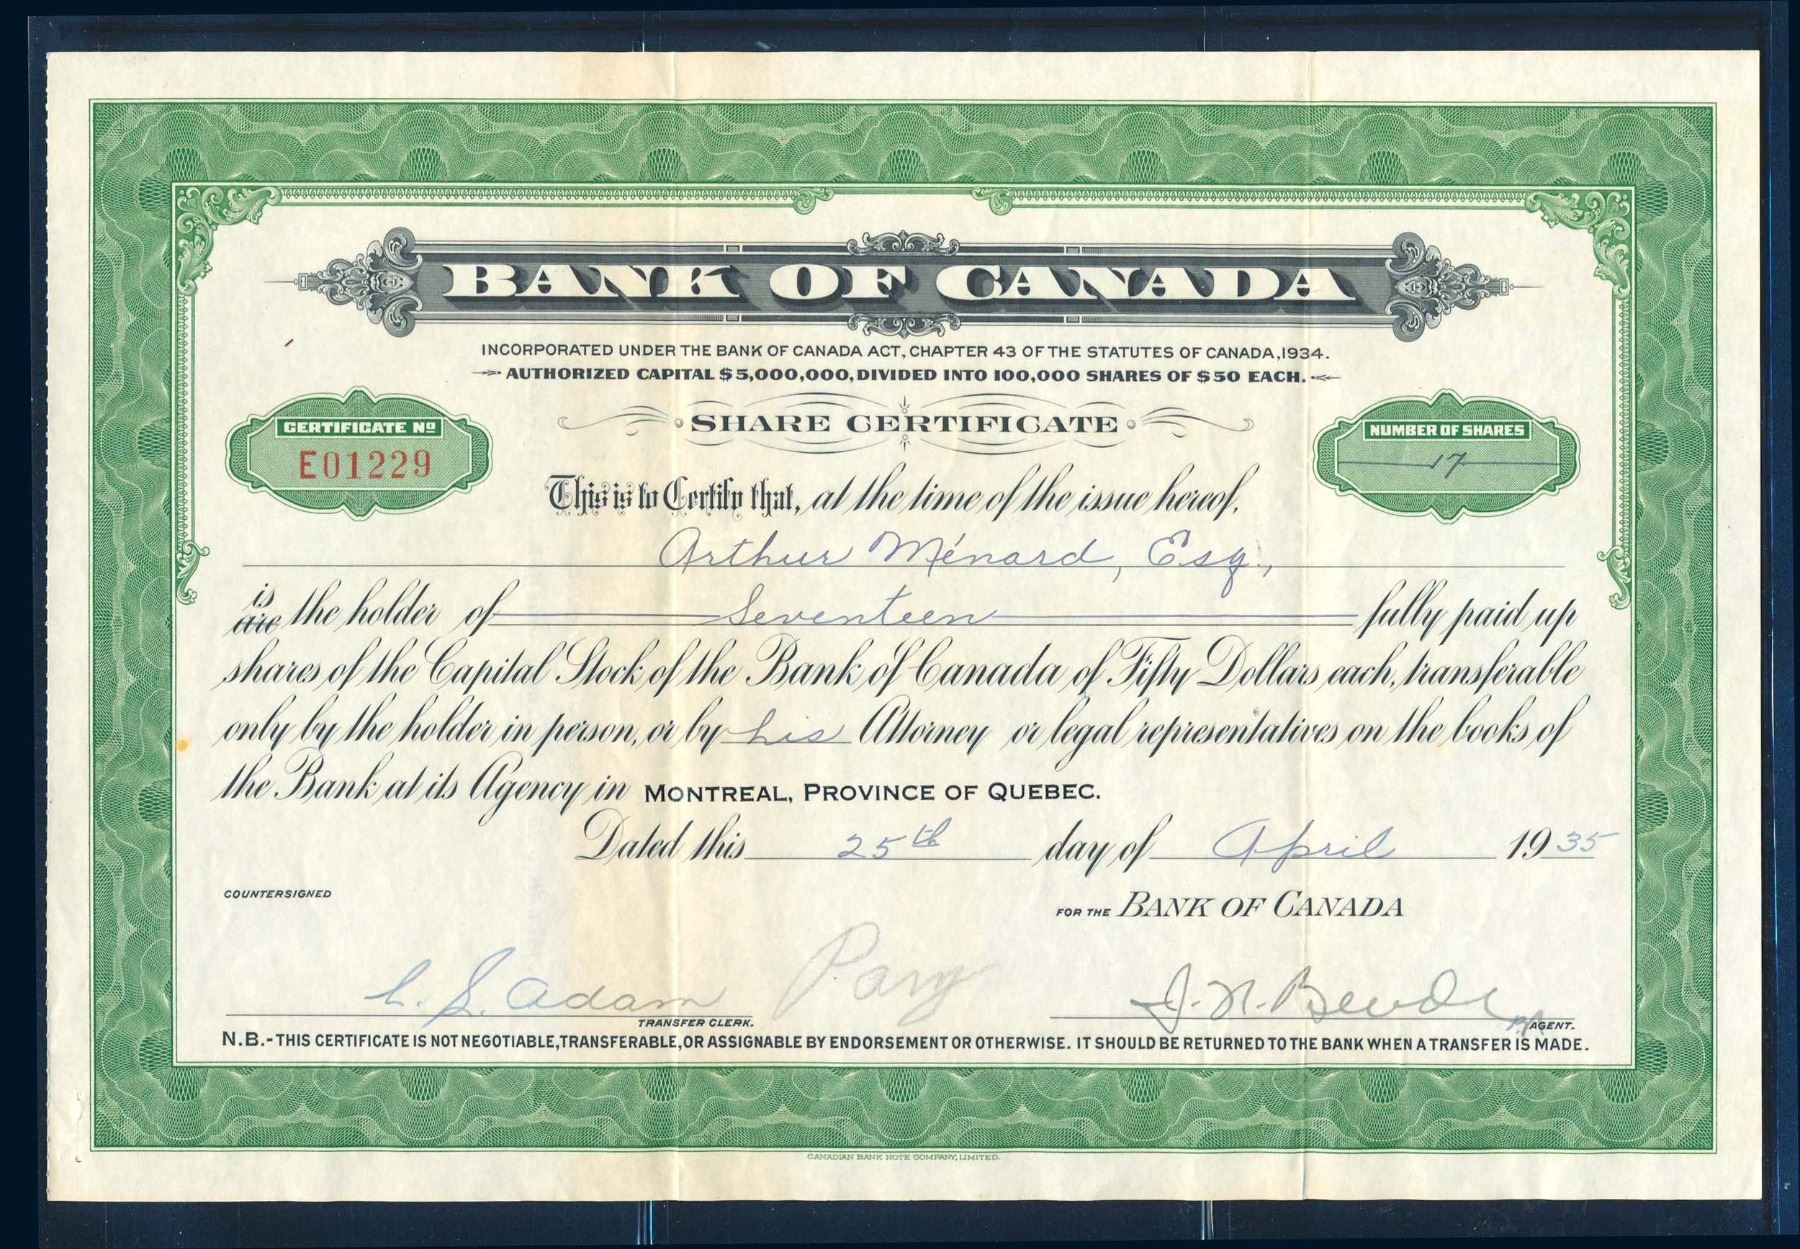 BANK OF CANADA
INCORPORATED UNDER THE BANK OF CANADA ACT, CHAPTER 43 OF THE STATUTES OF CANADA, 1934.
AUTHORIZED CAPITAL $5,000,000, DIVIDED INTO 100,000 SHARES OF $50 EACH.
SHARE CERTIFICATE
CERTIFICATE Nº
E01229
NUMBER OF SHARES
17
This is to Certify that, at the time of the issue hereof,
Arthur Ménard, Esq.,
is
are the holder of Seventeen fully paid up
shares of the Capital Stock of the Bank of Canada of Fifty Dollars each, transferable
only by the holder in person, or by his Attorney or legal representatives on the books of
the Bank at its Agency in MONTREAL, PROVINCE OF QUEBEC.
Dated this 25th day of April 1935
COUNTERSIGNED
FOR THE BANK OF CANADA
S. Adam
J. N.
TRANSFER CLERK.
AGENT.
N.B.- THIS CERTIFICATE IS NOT NEGOTIABLE, TRANSFERABLE, OR ASSIGNABLE BY ENDORSEMENT OR OTHERWISE. IT SHOULD BE RETURNED TO THE BANK WHEN A TRANSFER IS MADE.
CANADIAN BANK NOTE COMPANY, LIMITED.